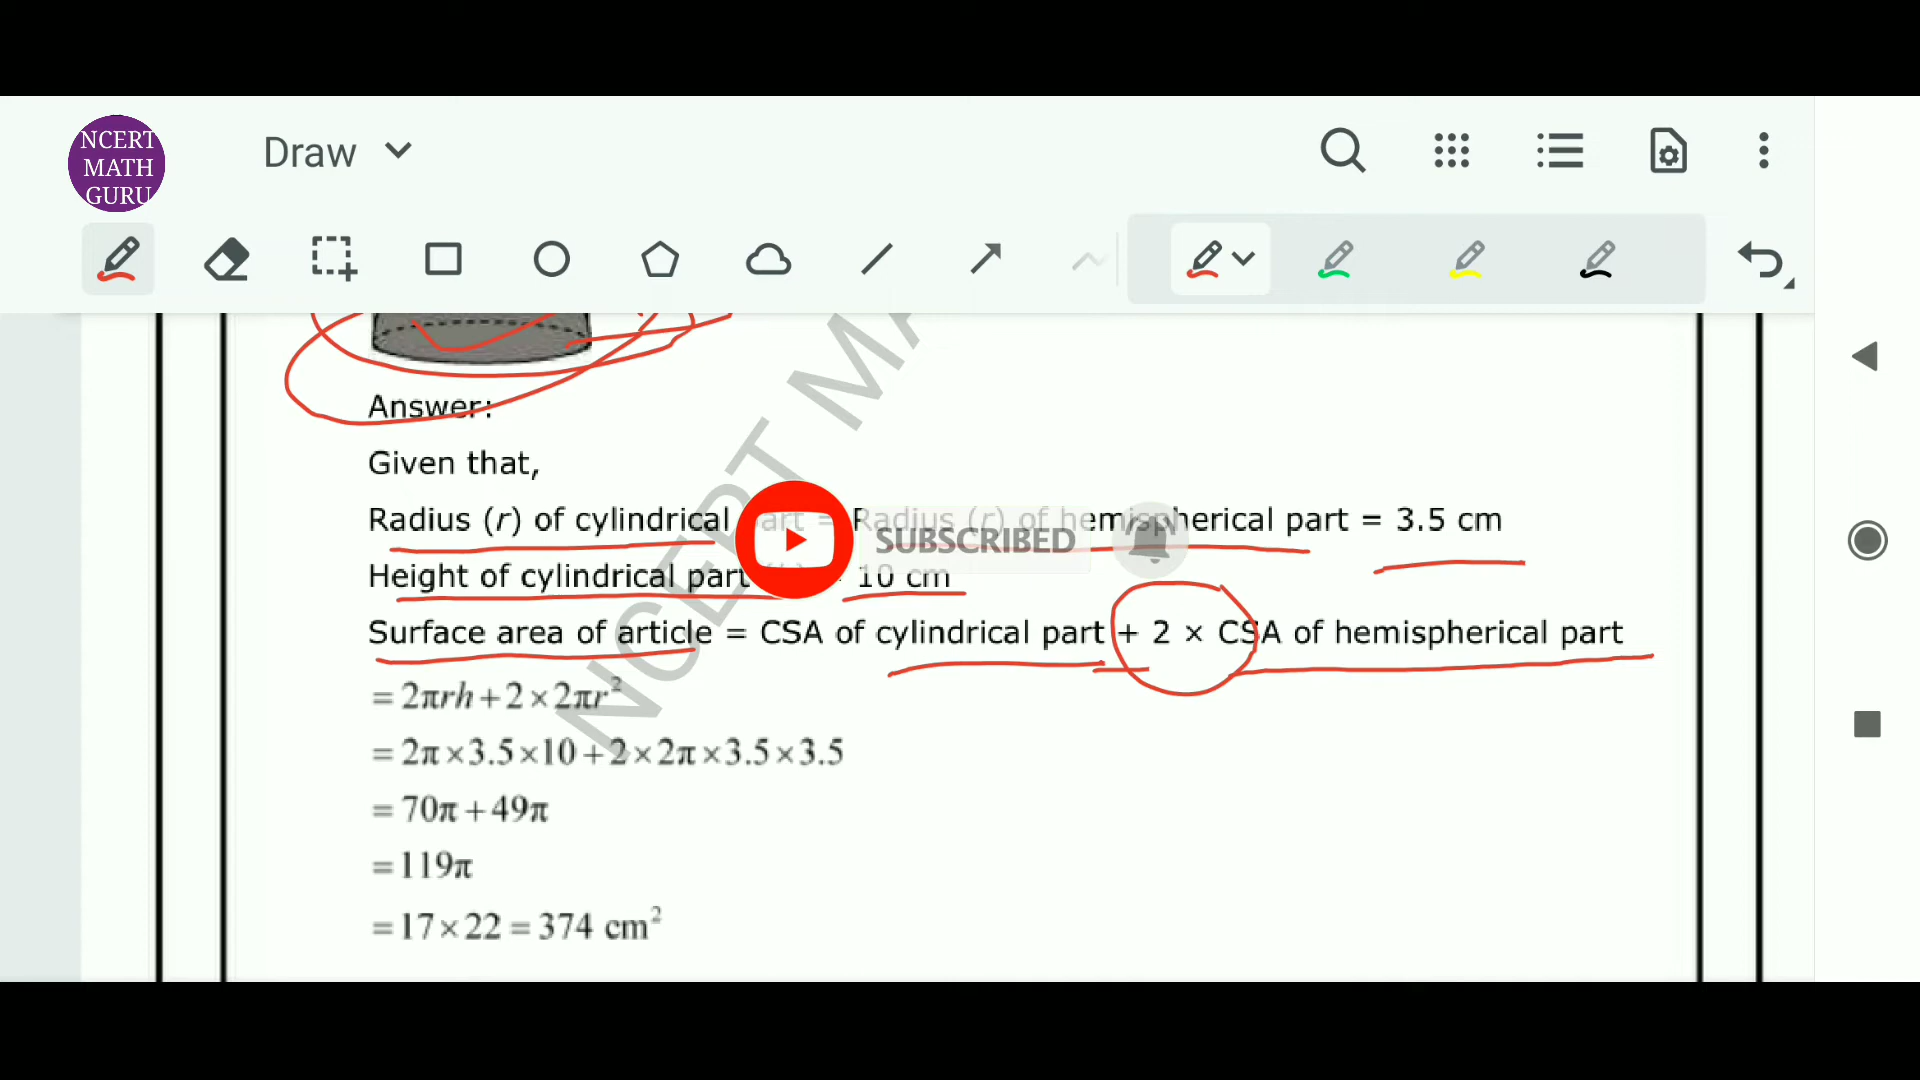 NCERT
MATH
GURU
Draw
Answer:
Given that,
Radius (r) of cylindrical part = Radius (r) of hemispherical part = 3.5 cm
SUBSCRIBED
Height of cylindrical part 10 cm
Surface area of article = CSA of cylindrical part + 2 × CSA of hemispherical part
= 2πrh + 2 × 2πr²
= 2π × 3.5 × 10 + 2 × 2π × 3.5 × 3.5
= 70π + 49π
= 119π
= 17 × 22 = 374 cm²
NCERT MA